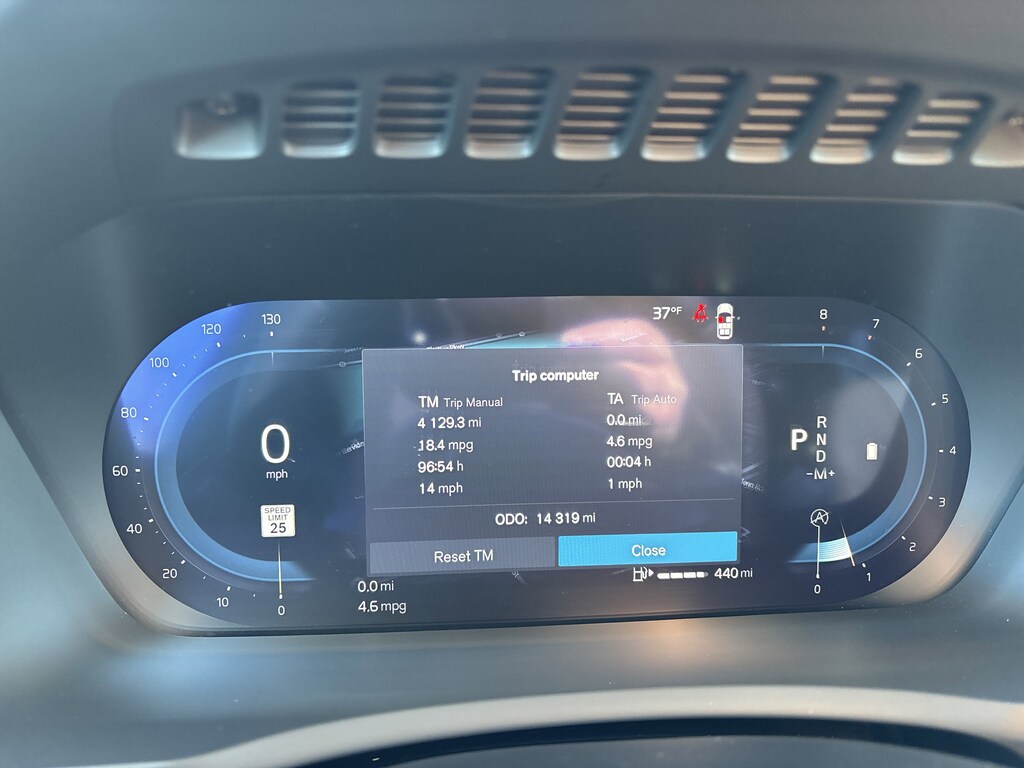 37°F
130
120
100
80
60
40
20
10
0
0
mph
SPEED
LIMIT
25
Trip computer
TM Trip Manual
4 129.3 mi
18.4 mpg
96:54 h
14 mph
TA Trip Auto
0.0 mi
4.6 mpg
00:04 h
1 mph
ODO: 14 319 mi
Reset TM
Close
0.0 mi
4.6 mpg
440 mi
P
R
N
D
-M+
A
8
7
6
5
4
3
2
1
0